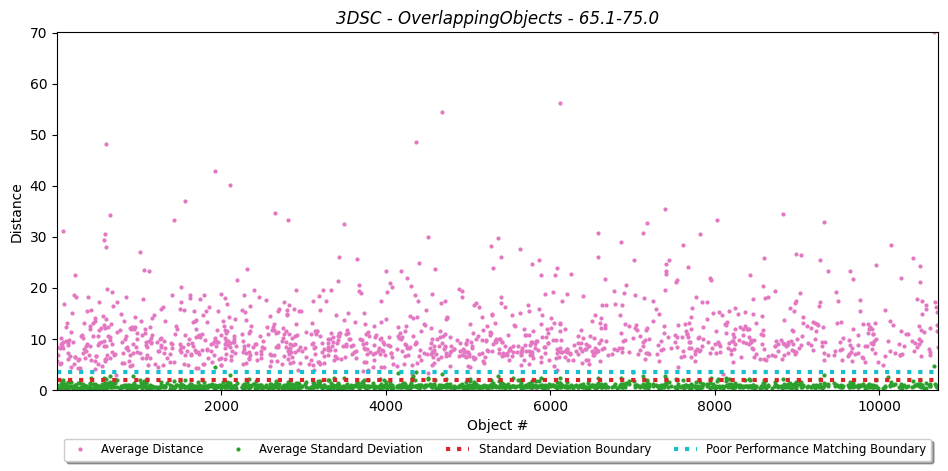 3DSC - OverlappingObjects - 65.1-75.0
70
60
50
40
30
20
10
0
Distance
2000 4000 6000 8000 10000
Object #
Average Distance Average Standard Deviation Standard Deviation Boundary Poor Performance Matching Boundary